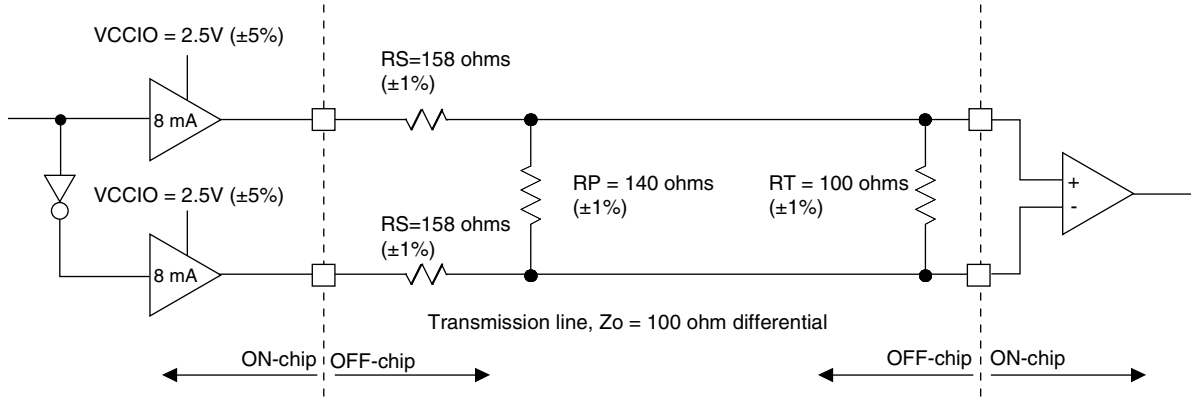 VCCIO = 2.5V (±5%)
RS=158 ohms
(±1%)
8 mA
VCCIO = 2.5V (±5%)
RP = 140 ohms
(±1%)
RT = 100 ohms
(±1%)
+
-
RS=158 ohms
(±1%)
8 mA
Transmission line, Zo = 100 ohm differential
ON-chip OFF-chip
OFF-chip ON-chip